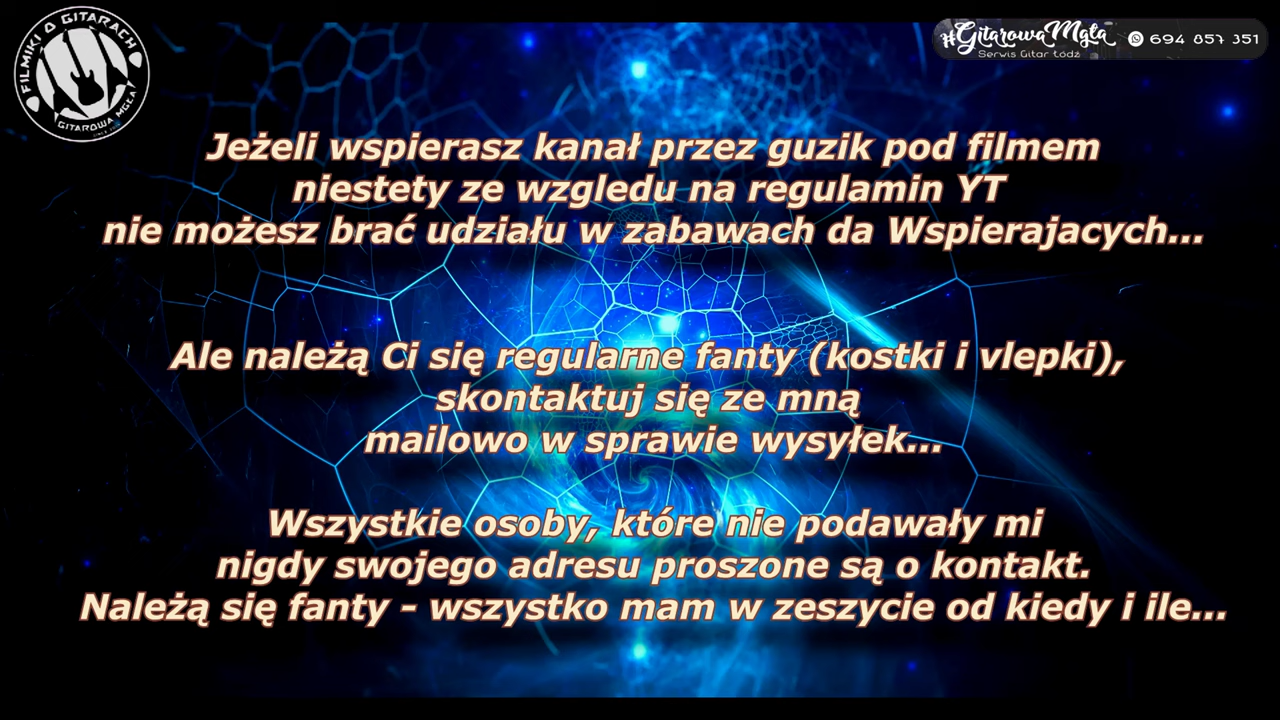 FILMIKI O GITARACH
GITAROWA MGŁA
#GitarowaMgła
Serwis Gitar Łódź
694 857 351
Jeżeli wspierasz kanał przez guzik pod filmem
niestety ze wzgledu na regulamin YT
nie możesz brać udziału w zabawach da Wspierajacych...
Ale należą Ci się regularne fanty (kostki i vlepki),
skontaktuj się ze mną
mailowo w sprawie wysyłek...
Wszystkie osoby, które nie podawały mi
nigdy swojego adresu proszone są o kontakt.
Należą się fanty - wszystko mam w zeszycie od kiedy i ile...